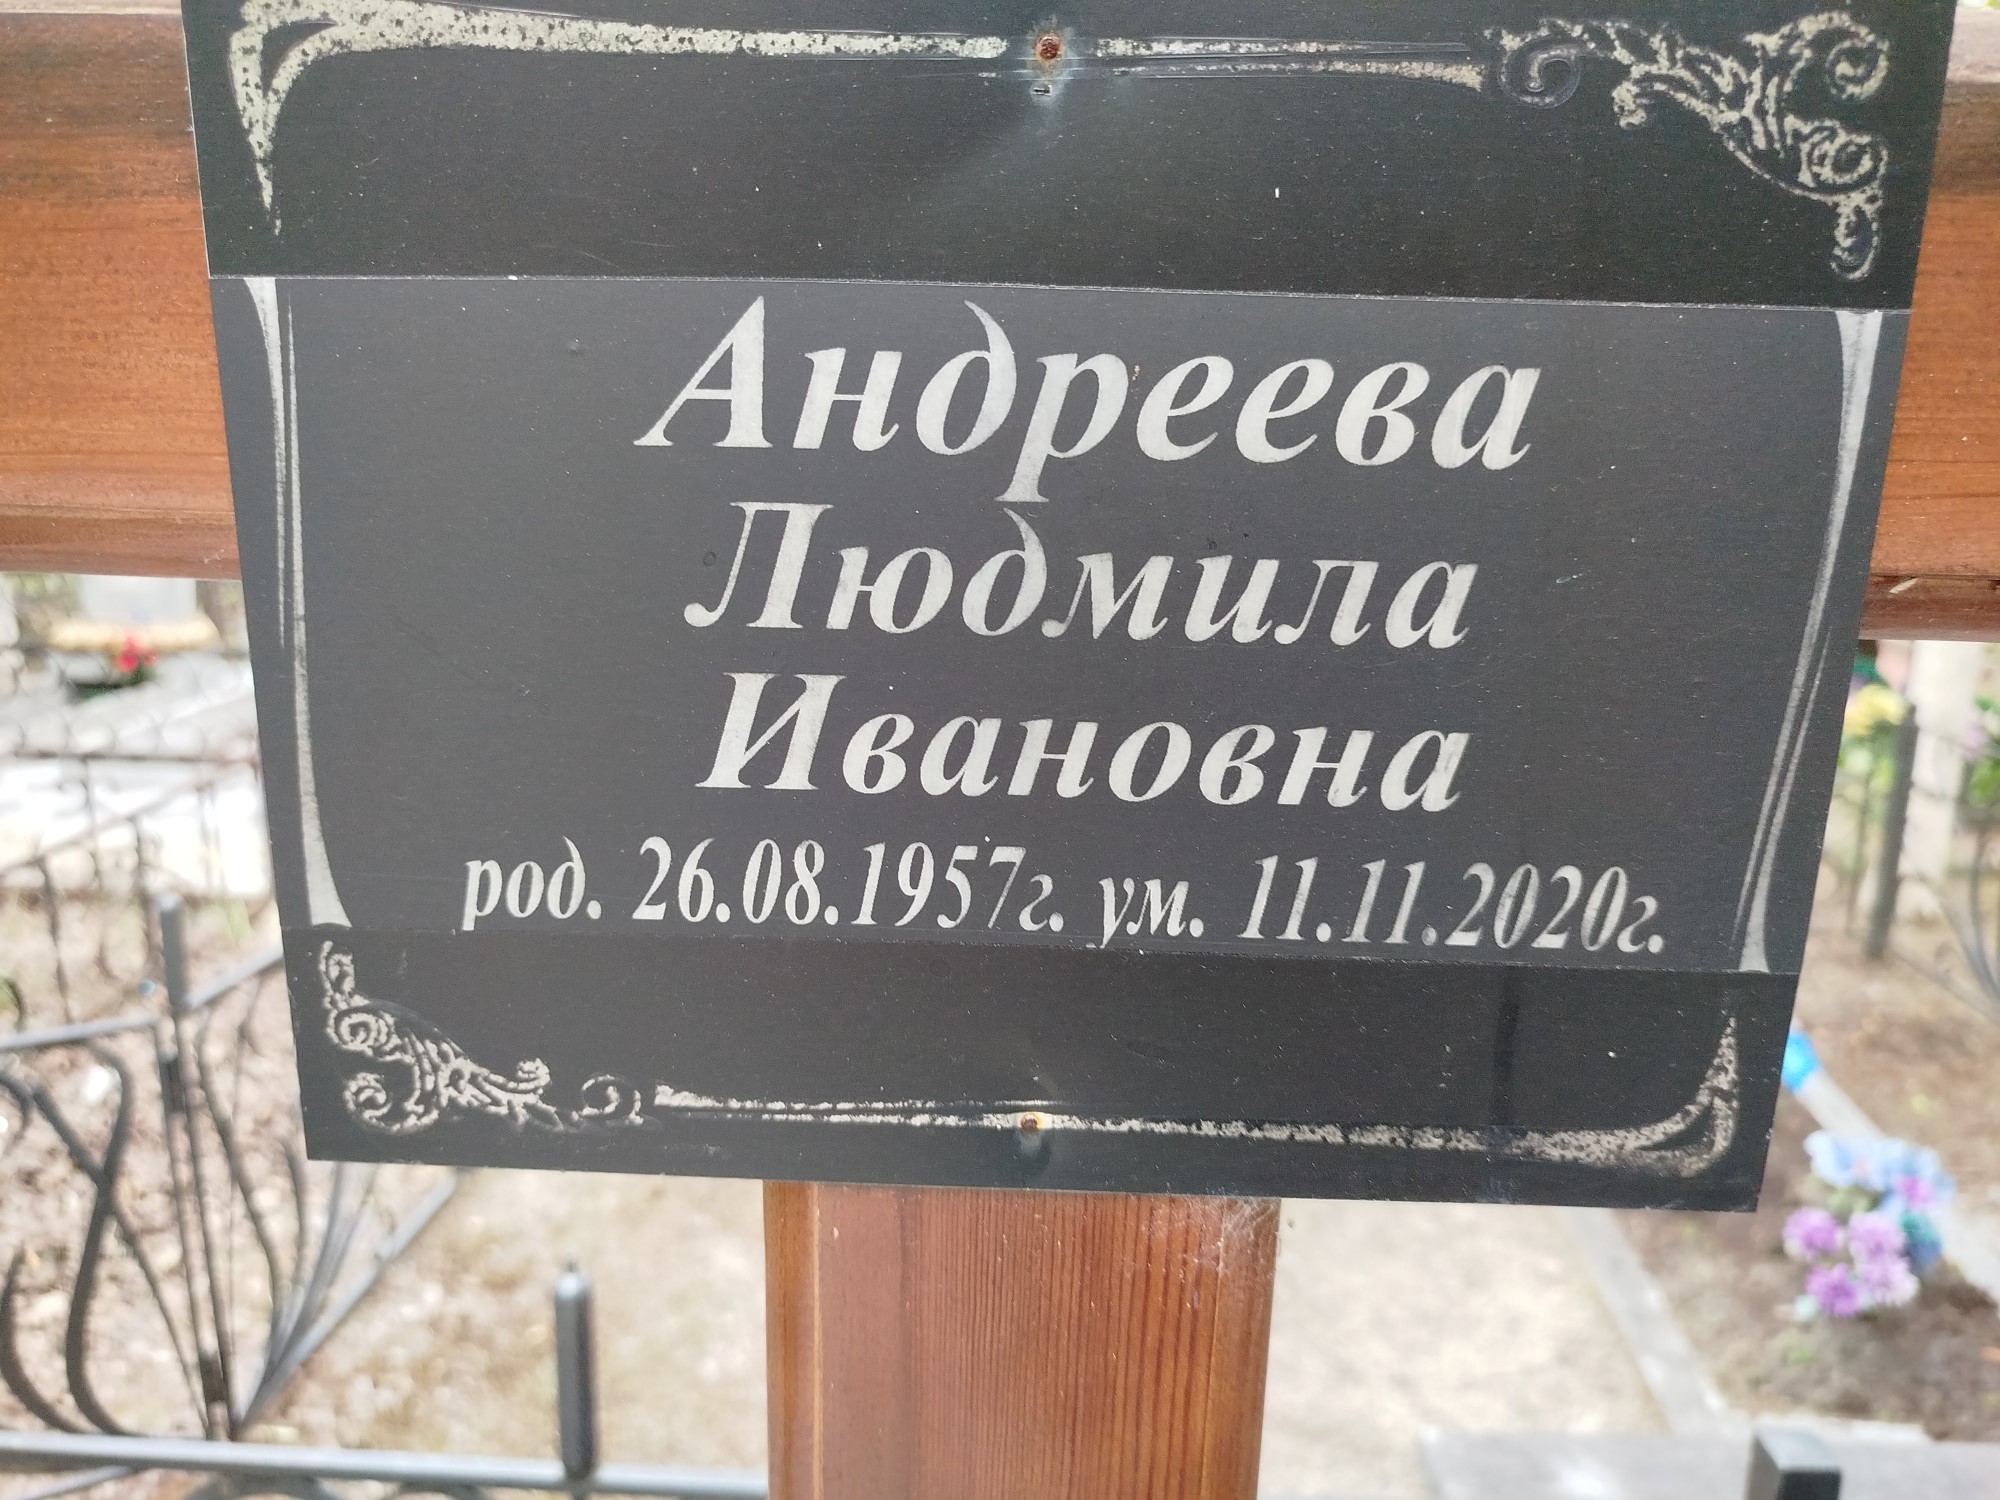 Андреева
Людмила
Ивановна
род. 26.08.1957г. ум. 11.11.2020г.